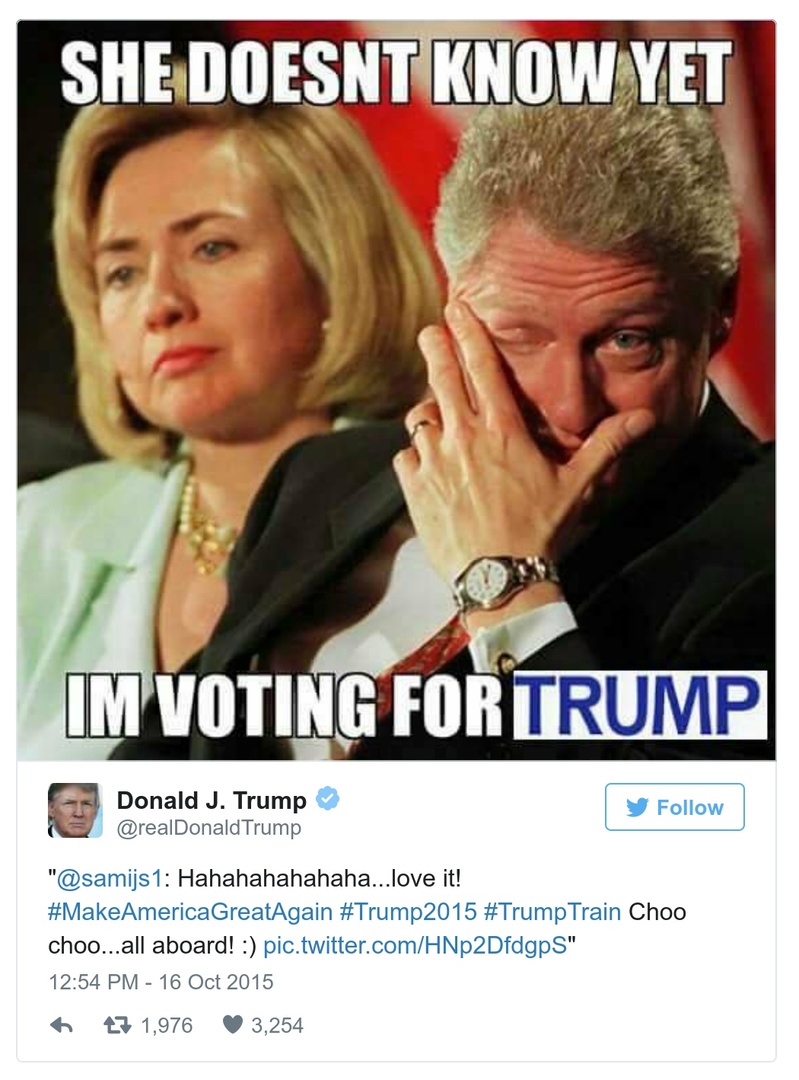 SHE DOESNT KNOW YET
IM VOTING FOR TRUMP
Donald J. Trump
@realDonaldTrump
Follow
"@samijs1: Hahahahahahaha...love it!
#MakeAmericaGreatAgain #Trump2015 #TrumpTrain Choo
choo...all aboard! :) pic.twitter.com/HNp2DfdgpS"
12:54 PM - 16 Oct 2015
1,976 3,254